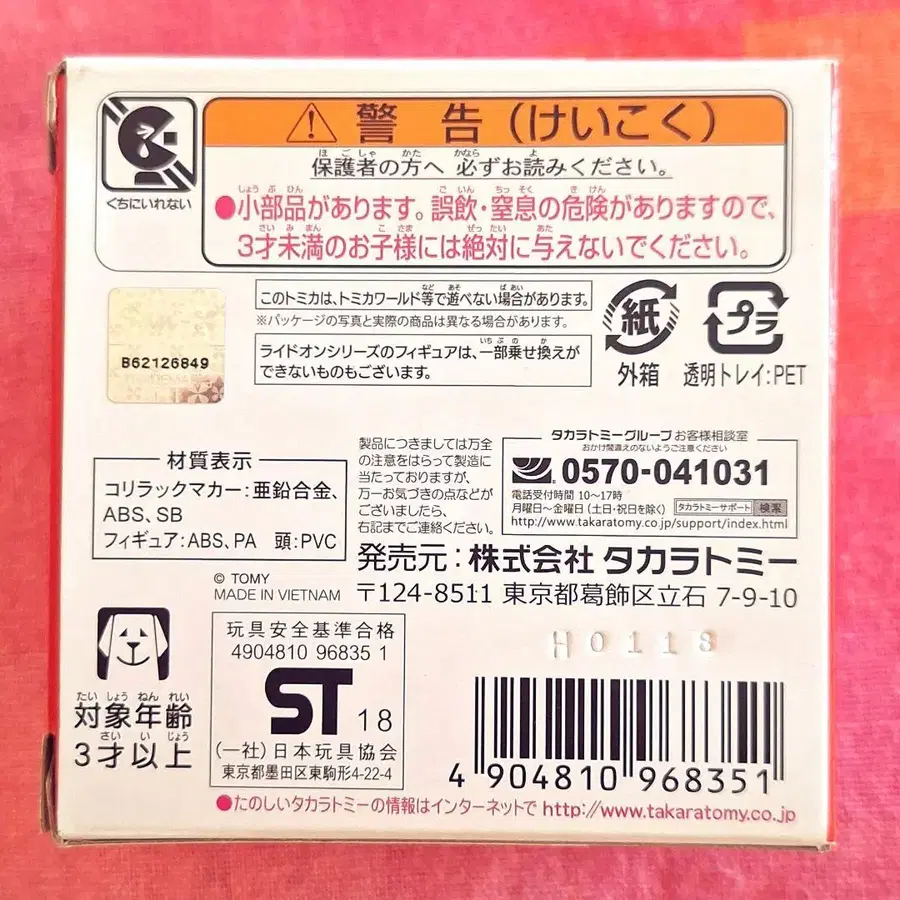 くちにいれない
警告(けいこく)
保護者の方へ 必ずお読みください。
●小部品があります。誤飲・窒息の危険がありますので、
3才未満のお子様には絶対に与えないでください。
このトミカは、トミカワールド等で遊べない場合があります。
※パッケージの写真と実際の商品は異なる場合があります。
ライドオンシリーズのフィギュアは、一部乗せ換えが
できないものもございます。
紙
外箱
プラ
透明トレイ:PET
B62126849
材質表示
コリラックマカー:亜鉛合金、
ABS、SB
フィギュア:ABS、PA 頭:PVC
製品につきましては万全
の注意をはらって製造に
当たっておりますが、
万一お気づきの点などが
ございましたら、
右記までご連絡ください。
タカラトミーグループ お客様相談室
おかけ間違えのないようご注意ください
0570-041031
電話受付時間 10〜17時
月曜日〜金曜日(土・祝日を除く)
タカラトミーサポート 検索
http://www.takaratomy.co.jp/support/index.html
発売元:株式会社 タカラトミー
〒124-8511 東京都葛飾区立石 7-9-10
© TOMY
MADE IN VIETNAM
対象年齢
3才以上
玩具安全基準合格
4904810 96835 1
ST 18
(一社)日本玩具協会
東京都墨田区東駒形4-22-4
H0118
4 904810 968351
●たのしいタカラトミーの情報はインターネットで http://www.takaratomy.co.jp